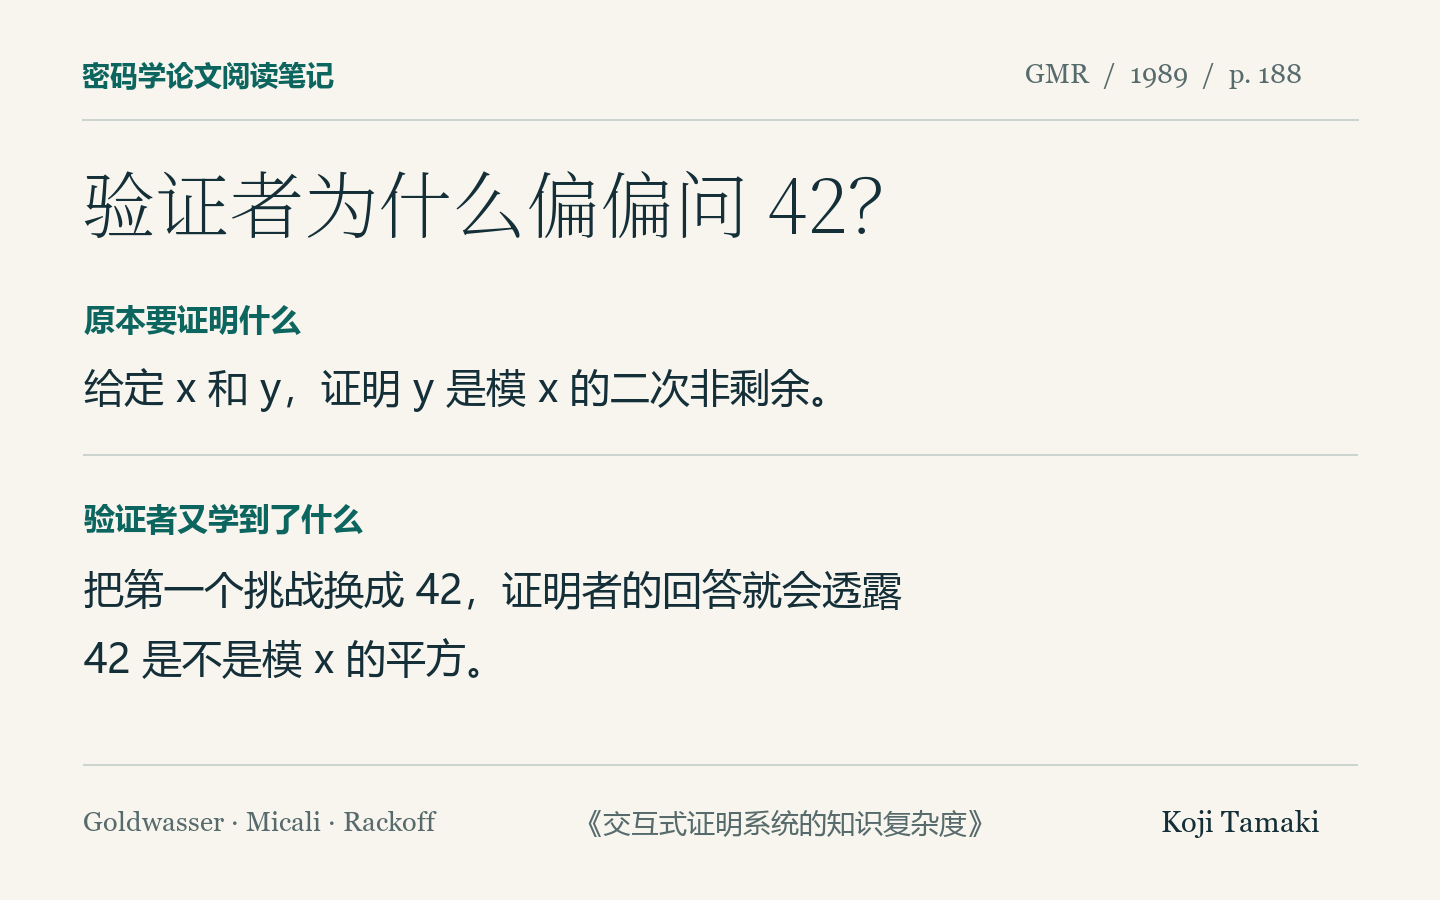 密码学论文阅读笔记
GMR / 1989 / p. 188
验证者为什么偏偏问 42?
原本要证明什么
给定 x 和 y，证明 y 是模 x 的二次非剩余。
验证者又学到了什么
把第一个挑战换成 42，证明者的回答就会透露
42 是不是模 x 的平方。
Goldwasser · Micali · Rackoff
《交互式证明系统的知识复杂度》
Koji Tamaki